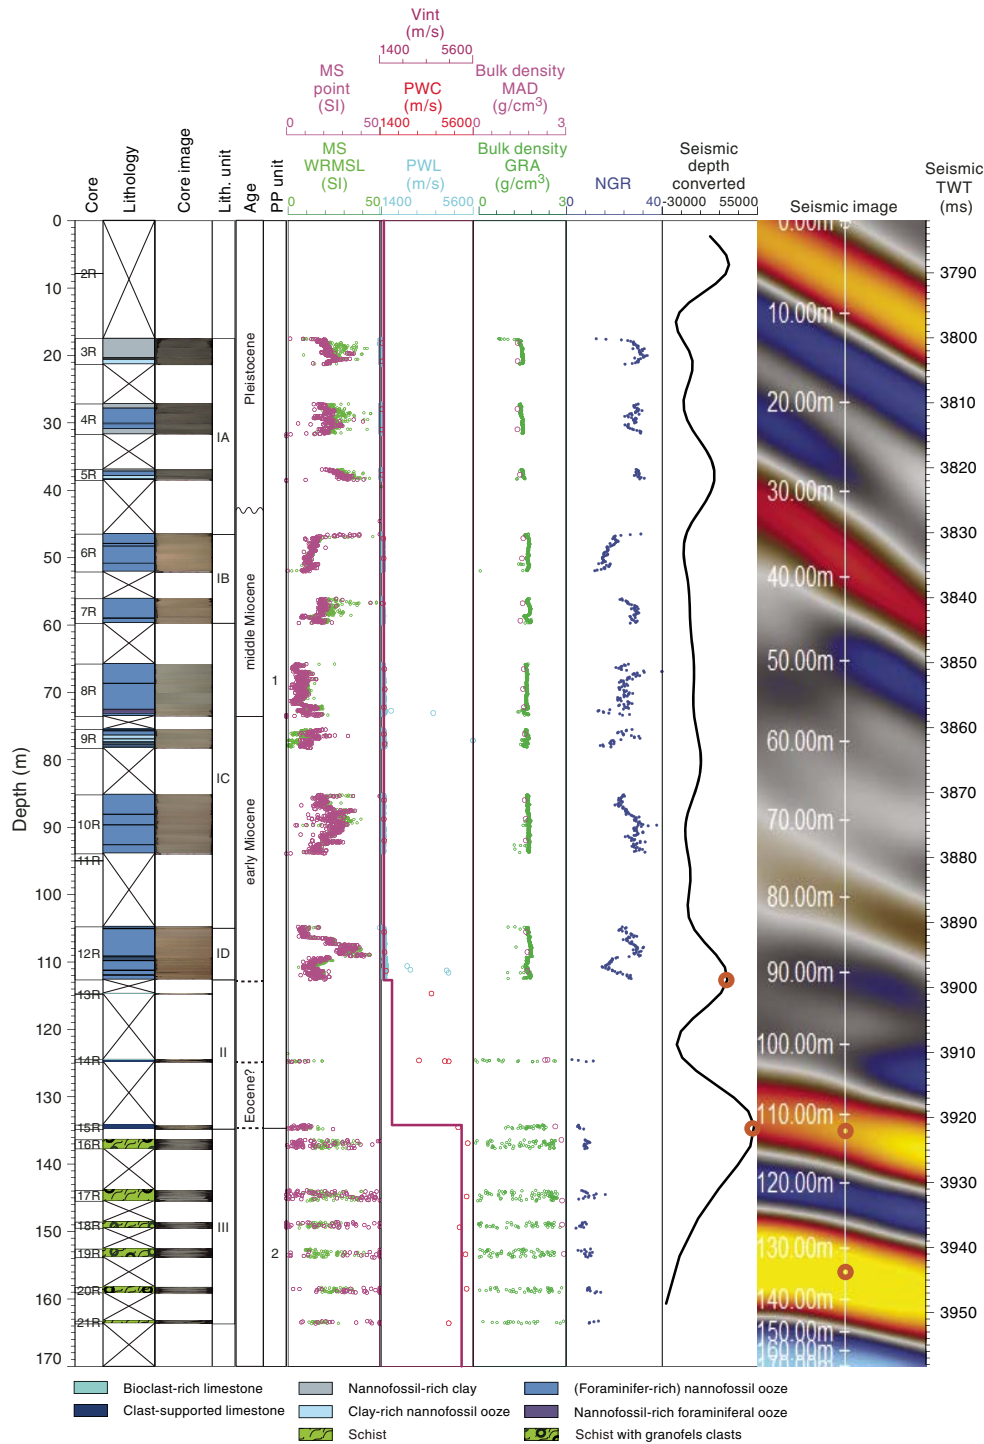 Vint
(m/s)
1400 5600
MS
point
(SI)
PWC
(m/s)
Bulk density
MAD
(g/cm³)
0 50 1400 5600 0 3
MS
WRMSL
(SI)
PWL
(m/s)
Bulk density
GRA
(g/cm³)
NGR
Seismic
depth
converted
Seismic image
Seismic
TWT
(ms)
Core
Lithology
Core image
Lith. unit
Age
PP unit
0 50 1400 5600 0 3 0 40 -30000 55000
Depth (m)
0
10
20
30
40
50
60
70
80
90
100
110
120
130
140
150
160
170
2R
3R
4R
5R
6R
7R
8R
9R
10R
11R
12R
13R
14R
15R
16R
17R
18R
19R
20R
21R
IA
IB
IC
ID
II
III
Pleistocene
middle Miocene
early Miocene
Eocene?
1
2
0.00m
10.00m
20.00m
30.00m
40.00m
50.00m
60.00m
70.00m
80.00m
90.00m
100.00m
110.00m
120.00m
130.00m
140.00m
150.00m
3790
3800
3810
3820
3830
3840
3850
3860
3870
3880
3890
3900
3910
3920
3930
3940
3950
Bioclast-rich limestone
Nannofossil-rich clay
(Foraminifer-rich) nannofossil ooze
Clast-supported limestone
Clay-rich nannofossil ooze
Nannofossil-rich foraminiferal ooze
Schist
Schist with granofels clasts